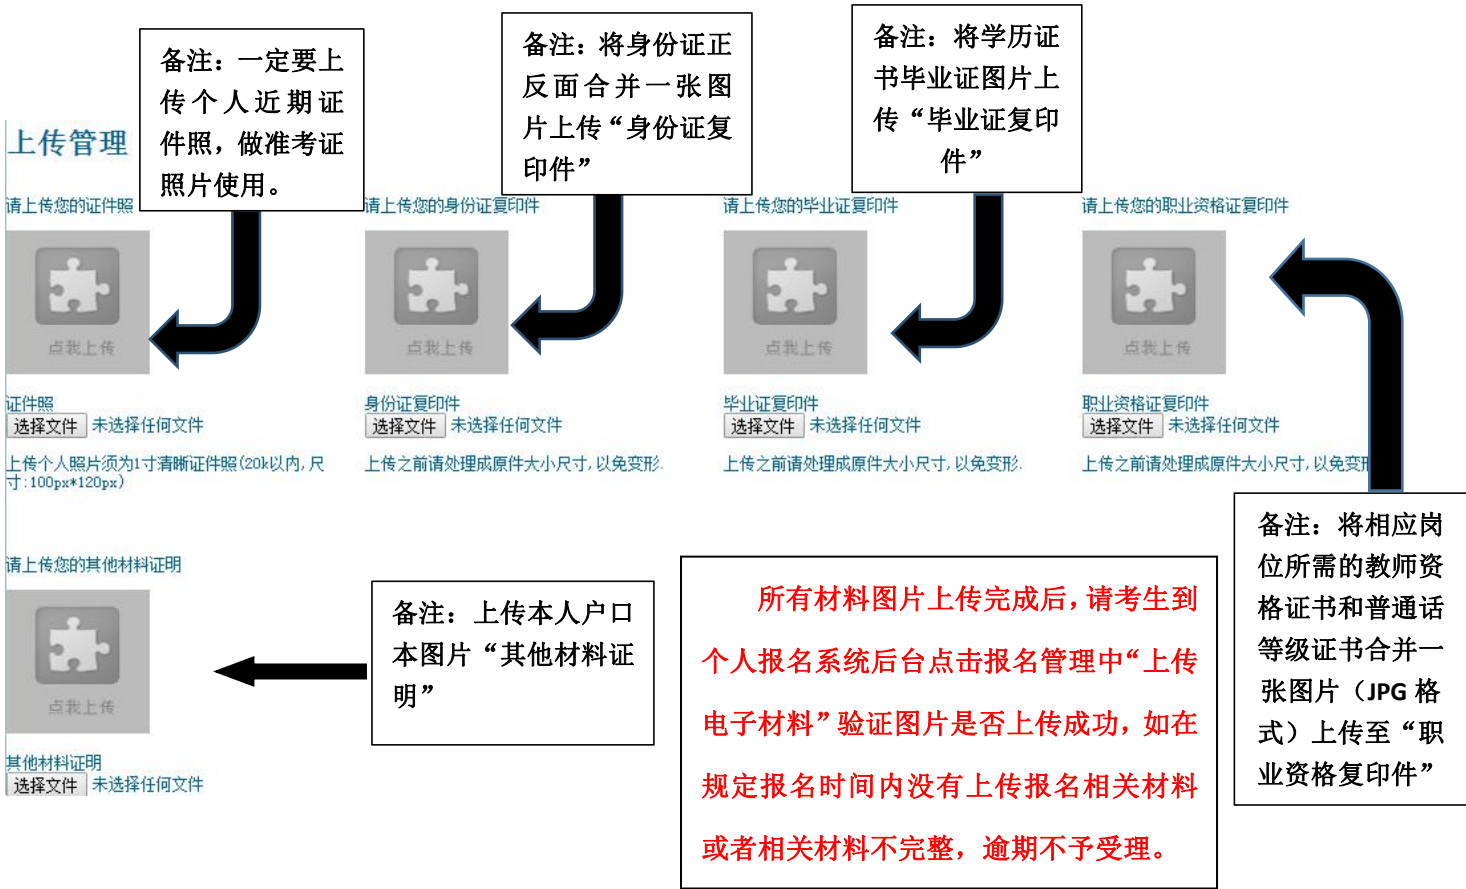 备注：一定要上
传个人近期证
件照，做准考证
照片使用。
备注：将身份证正
反面合并一张图
片上传“身份证复
印件”
备注：将学历证
书毕业证图片上
传“毕业证复印
件”
上传管理
请上传您的证件照
请上传您的身份证复印件
请上传您的毕业证复印件
请上传您的职业资格证复印件
点我上传
点我上传
点我上传
点我上传
证件照
选择文件 未选择任何文件
上传个人照片须为1寸清晰证件照(20k以内,尺
寸:100px*120px)
身份证复印件
选择文件 未选择任何文件
上传之前请处理成原件大小尺寸,以免变形.
毕业证复印件
选择文件 未选择任何文件
上传之前请处理成原件大小尺寸,以免变形.
职业资格证复印件
选择文件 未选择任何文件
上传之前请处理成原件大小尺寸,以免变形
备注：将相应岗
位所需的教师资
格证书和普通话
等级证书合并一
张图片（JPG 格
式）上传至“职
业资格复印件”
请上传您的其他材料证明
点我上传
其他材料证明
选择文件 未选择任何文件
备注：上传本人户口
本图片“其他材料证
明”
所有材料图片上传完成后，请考生到
个人报名系统后台点击报名管理中“上传
电子材料”验证图片是否上传成功，如在
规定报名时间内没有上传报名相关材料
或者相关材料不完整，逾期不予受理。